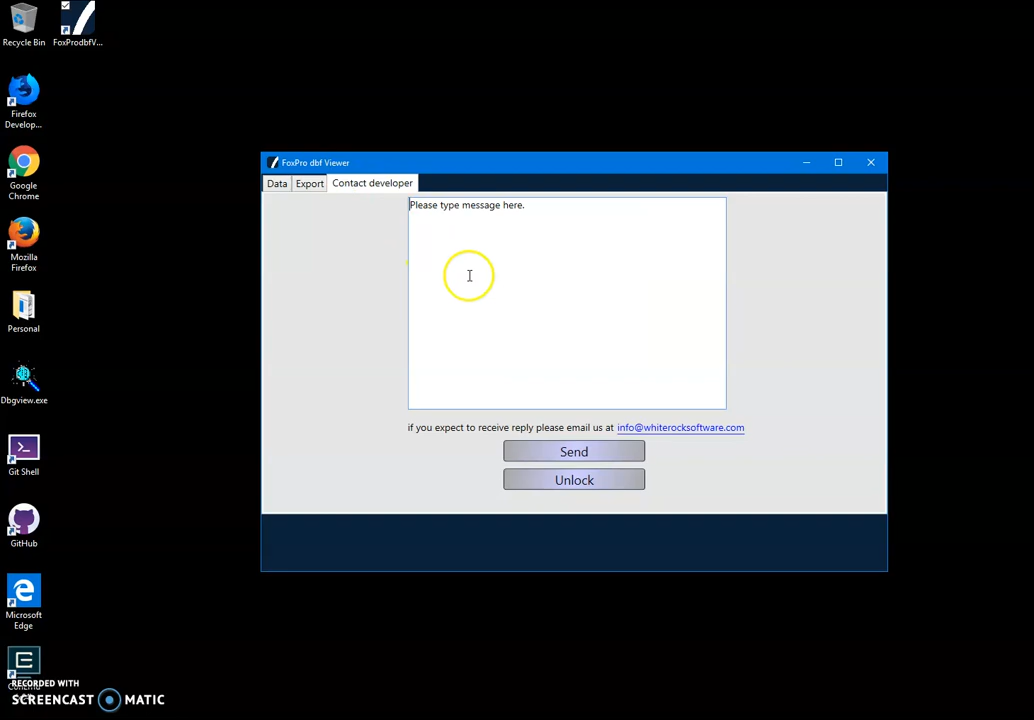 Recycle Bin
FoxProdbfV...
Firefox
Develop...
Google
Chrome
Mozilla
Firefox
Personal
Dbgview.exe
Git Shell
GitHub
Microsoft
Edge
FoxPro dbf Viewer
Data
Export
Contact developer
Please type message here.
if you expect to receive reply please email us at info@whiterocksoftware.com
Send
Unlock
RECORDED WITH
SCREENCAST MATIC